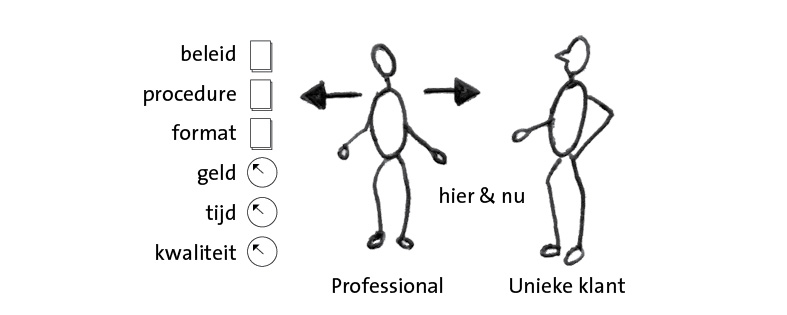 beleid
procedure
format
geld
tijd
kwaliteit
hier & nu
Professional
Unieke klant